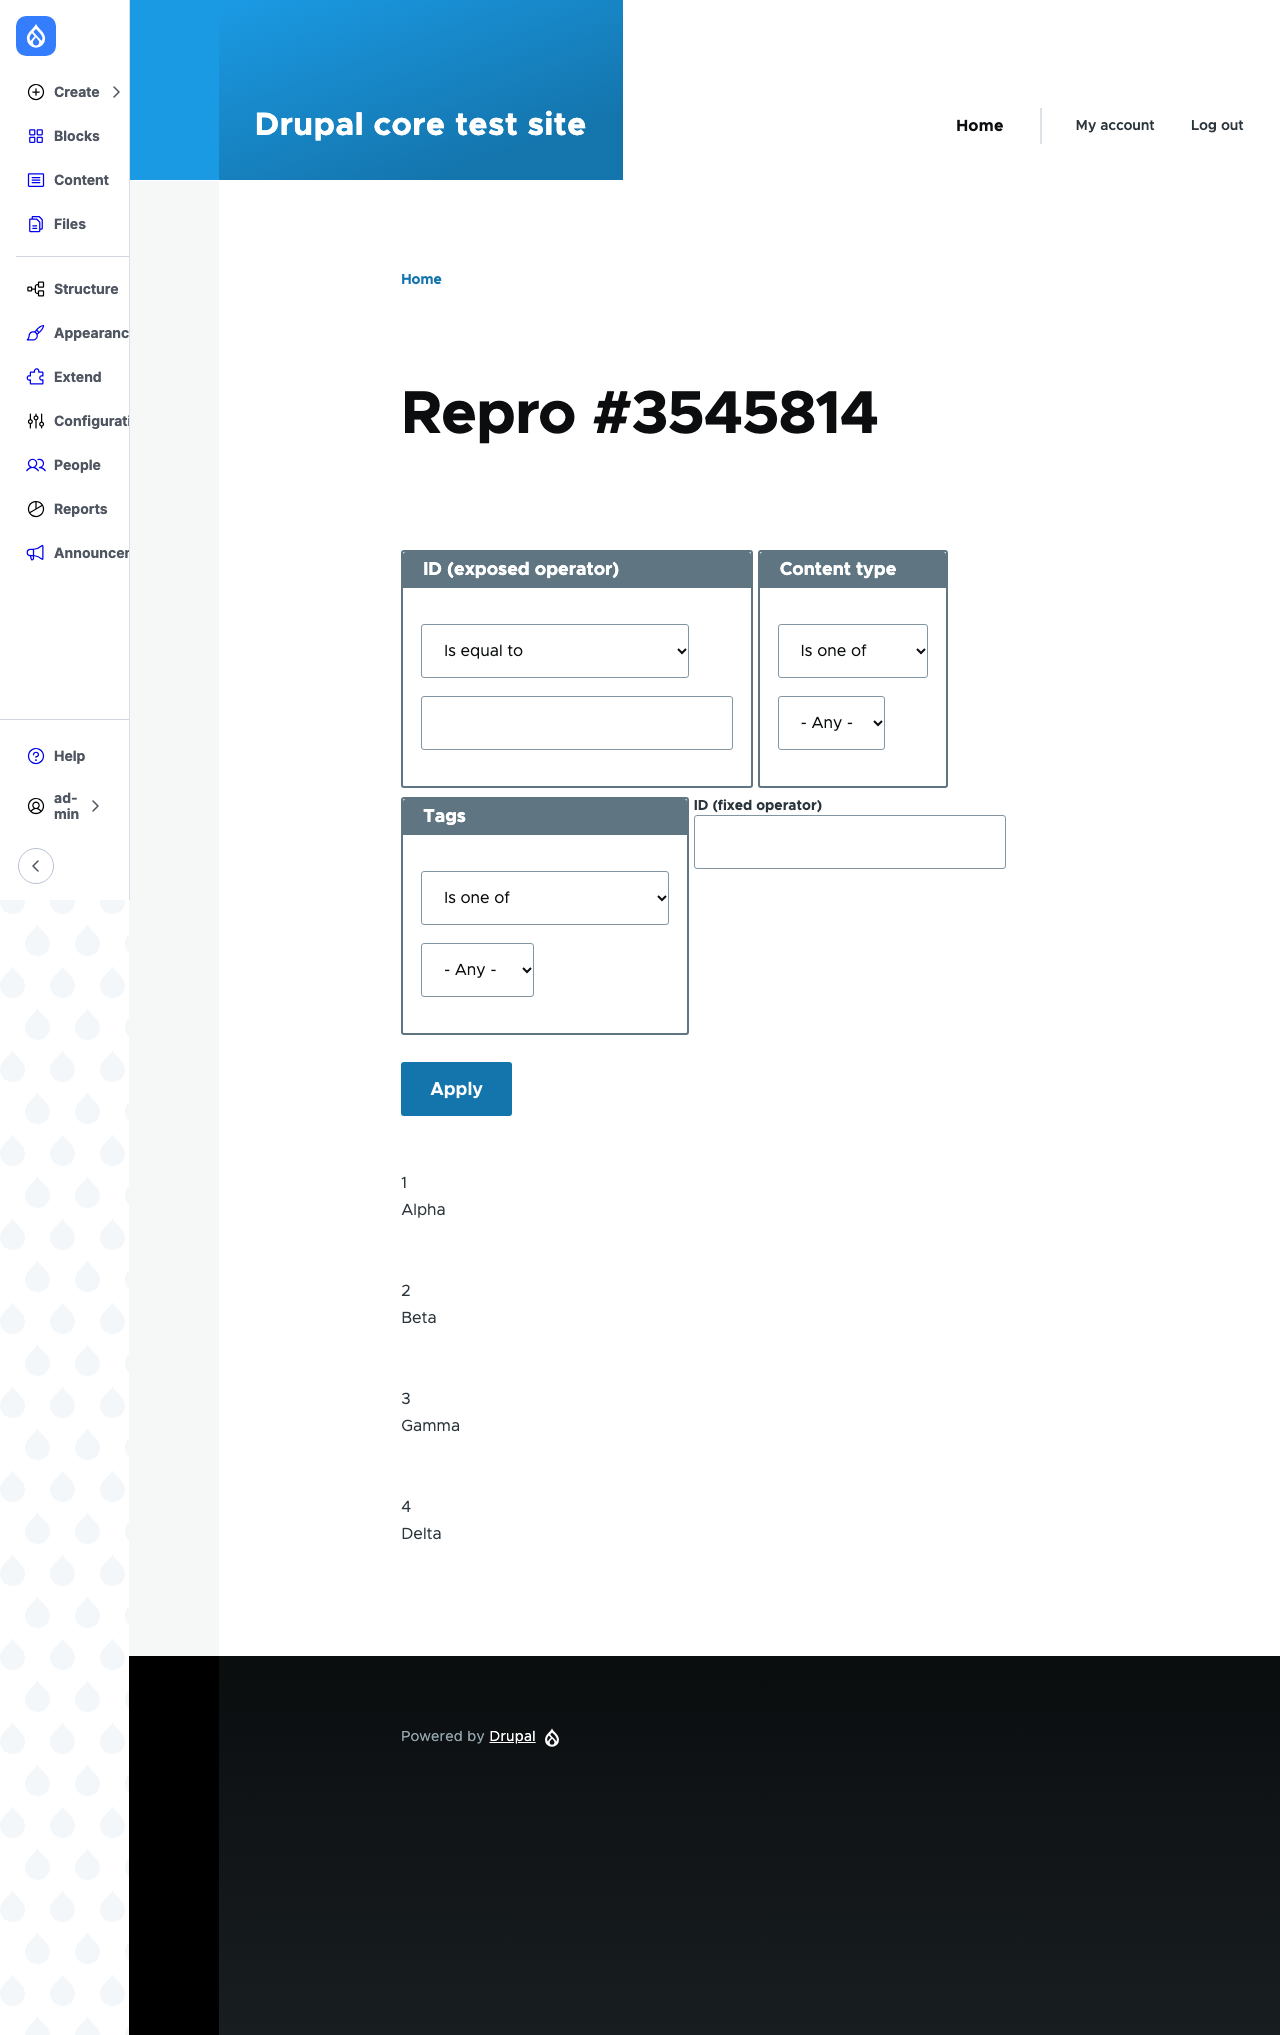 Create
Blocks
Content
Files
Structure
Appearanc
Extend
Configurati
People
Reports
Announcer
Help
ad-
min
Drupal core test site
Home
My account
Log out
Home
Repro #3545814
ID (exposed operator)
Is equal to
Content type
Is one of
- Any -
Tags
Is one of
- Any -
ID (fixed operator)
Apply
1
Alpha
2
Beta
3
Gamma
4
Delta
Powered by Drupal